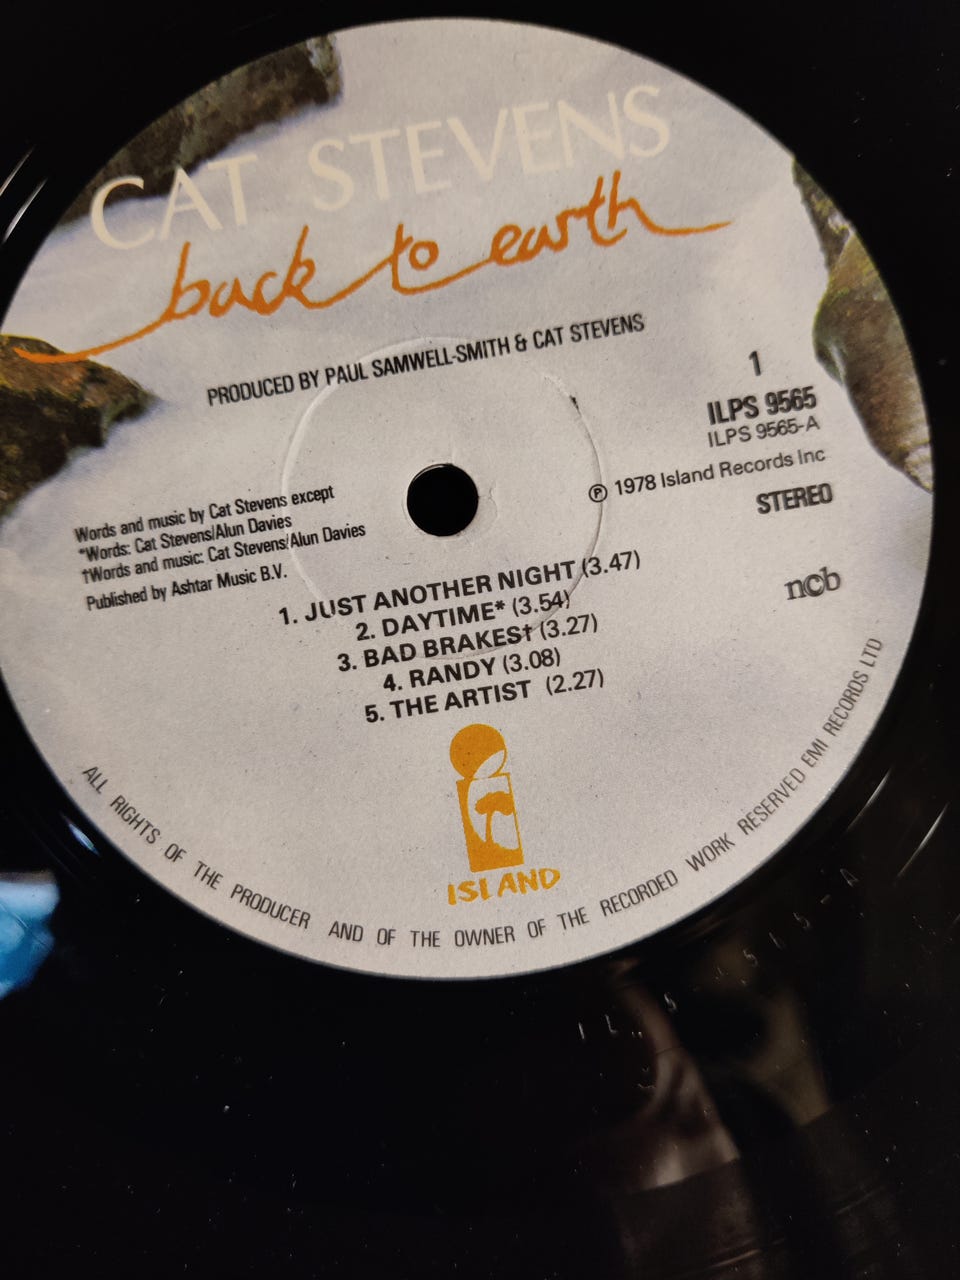 CAT STEVENS
back to earth
PRODUCED BY PAUL SAMWELL-SMITH & CAT STEVENS
1
ILPS 9565
ILPS 9565-A
℗ 1978 Island Records Inc
STEREO
ncb
Words and music by Cat Stevens except
*Words: Cat Stevens/Alun Davies
†Words and music: Cat Stevens/Alun Davies
Published by Ashtar Music B.V.
1. JUST ANOTHER NIGHT (3.47)
2. DAYTIME* (3.54)
3. BAD BRAKES† (3.27)
4. RANDY (3.08)
5. THE ARTIST (2.27)
ISLAND
ALL RIGHTS OF THE PRODUCER AND OF THE OWNER OF THE RECORDED WORK RESERVED EMI RECORDS LTD